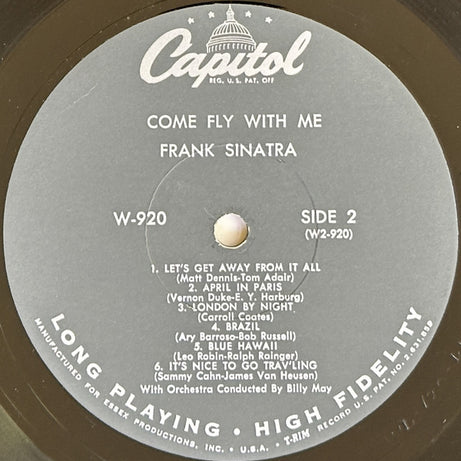 Capitol
REG. U.S. PAT. OFF
COME FLY WITH ME
FRANK SINATRA
W-920
SIDE 2
(W2-920)
1. LET'S GET AWAY FROM IT ALL
(Matt Dennis-Tom Adair)
2. APRIL IN PARIS
(Vernon Duke-E. Y. Harburg)
3. LONDON BY NIGHT
(Carroll Coates)
4. BRAZIL
(Ary Barroso-Bob Russell)
5. BLUE HAWAII
(Leo Robin-Ralph Rainger)
6. IT'S NICE TO GO TRAV'LING
(Sammy Cahn-James Van Heusen)
With Orchestra Conducted By Billy May
LONG PLAYING • HIGH FIDELITY
MANUFACTURED FOR ESSEX PRODUCTIONS, INC. • U.S.A. T-RIM RECORD U.S. PAT. NO. 2,631,859